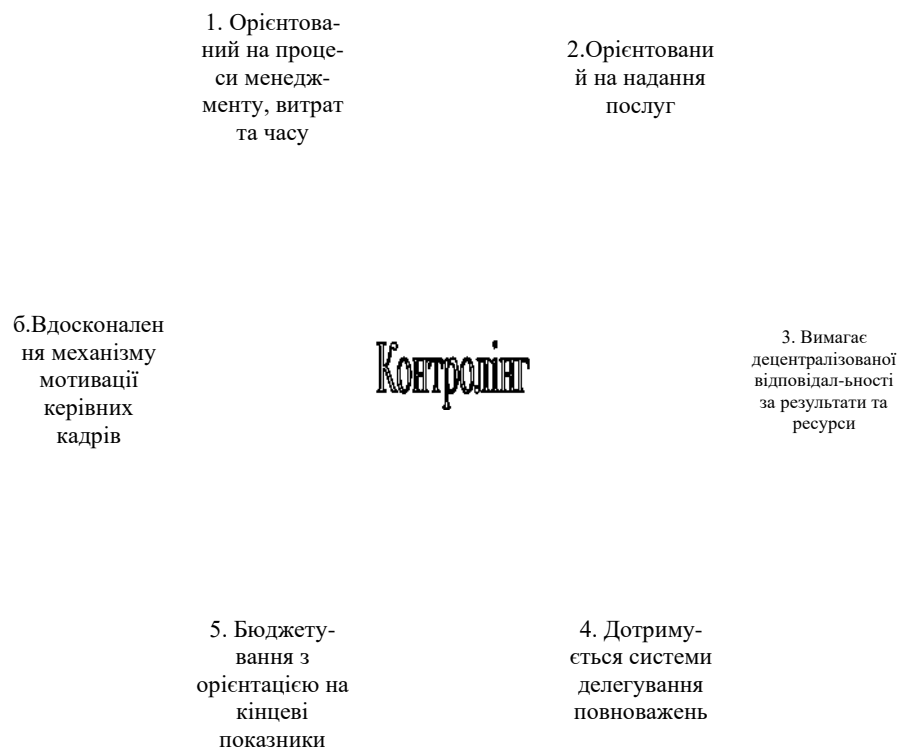 1. Орієнтова-
ний на проце-
си менедж-
менту, витрат
та часу
2.Орієнтовани
й на надання
послуг
б.Вдосконален
ня механізму
мотивації
керівних
кадрів
Контролінг
3. Вимагає
децентралізованої
відповідал-ьності
за результати та
ресурси
5. Бюджету-
вання з
орієнтацією на
кінцеві
показники
4. Дотриму-
ється системи
делегування
повноважень